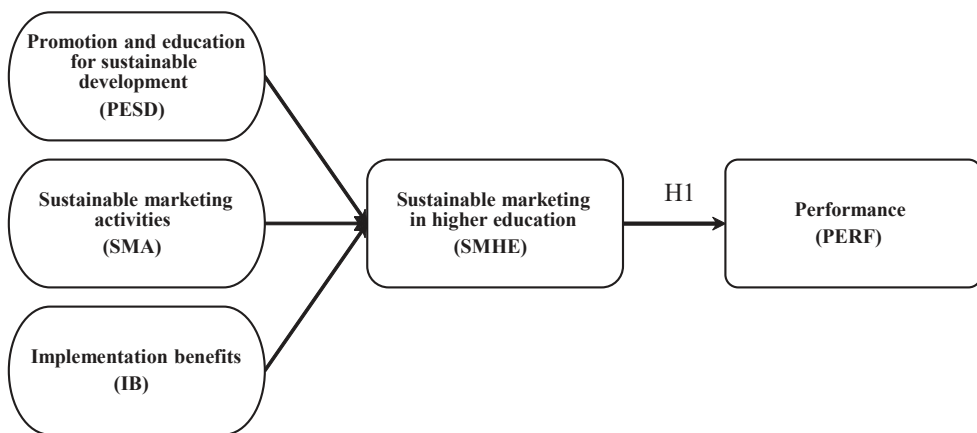 Promotion and education
for sustainable
development
(PESD)
Sustainable marketing
activities
(SMA)
Implementation benefits
(IB)
Sustainable marketing
in higher education
(SMHE)
H1
Performance
(PERF)